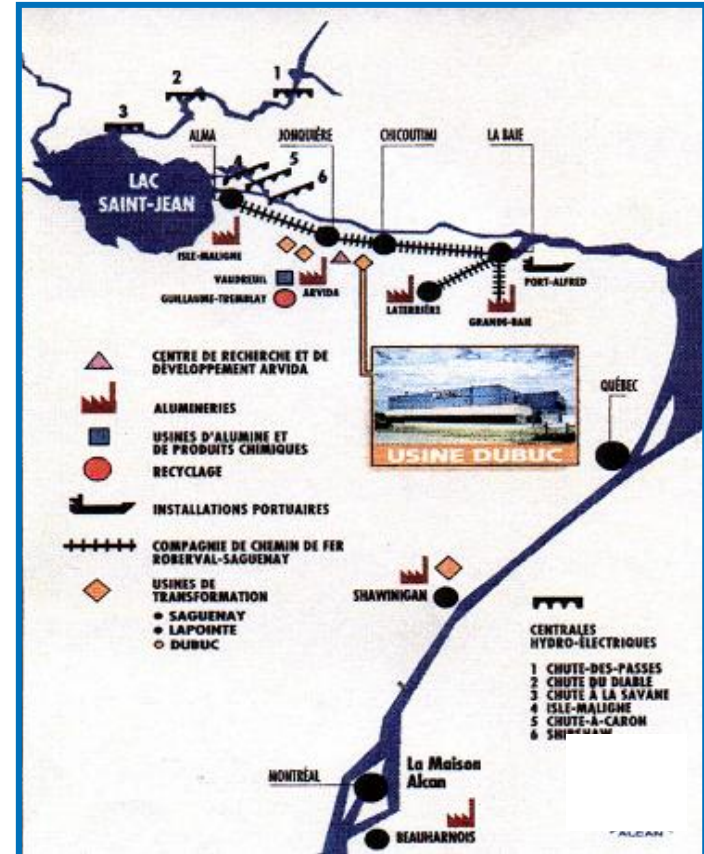 1
2
3
ALMA
JONQUIÈRE
CHICOUTIMI
LA BAIE
4
5
6
LAC
SAINT-JEAN
ISLE-MALIGNE
VAUDREUIL
GUILLAUME-TREMBLAY
ARVIDA
LATERRIÈRE
GRANDE-BAIE
PORT-ALFRED
CENTRE DE RECHERCHE ET DE
DÉVELOPPEMENT ARVIDA
ALUMINERIES
USINES D'ALUMINE ET
DE PRODUITS CHIMIQUES
RECYCLAGE
INSTALLATIONS PORTUAIRES
COMPAGNIE DE CHEMIN DE FER
ROBERVAL-SAGUENAY
USINES DE
TRANSFORMATION
SAGUENAY
LAPOINTE
DUBUC
USINE DUBUC
QUÉBEC
SHAWINIGAN
CENTRALES
HYDRO-ÉLECTRIQUES
1 CHUTE-DES-PASSES
2 CHUTE DU DIABLE
3 CHUTE À LA SAVANE
4 ISLE-MALIGNE
5 CHUTE-À-CARON
6 SHIPSHAW
MONTRÉAL
La Maison
Alcan
BEAUHARNOIS
ALCAN